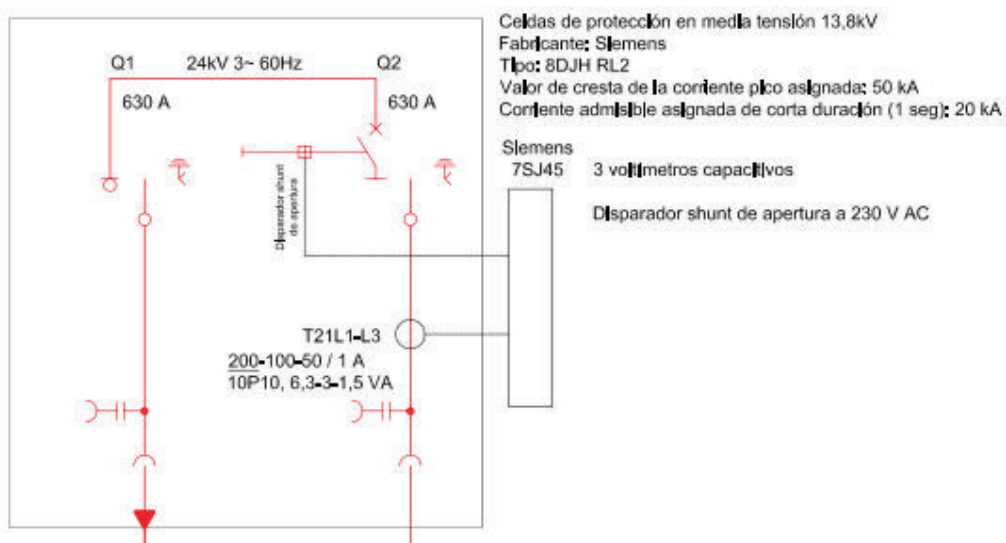 Celdas de protección en media tensión 13,8kV
Fabricante: Siemens
Tipo: 8DJH RL2
Valor de cresta de la corriente pico asignada: 50 kA
Corriente admisible asignada de corta duración (1 seg): 20 kA
Q1 24kV 3~ 60Hz Q2
630 A 630 A
Siemens
7SJ45 3 voltímetros capacitivos
Disparador shunt de apertura a 230 V AC
Disparador shunt
de apertura
T21L1-L3
200-100-50 / 1 A
10P10, 6,3-3-1,5 VA